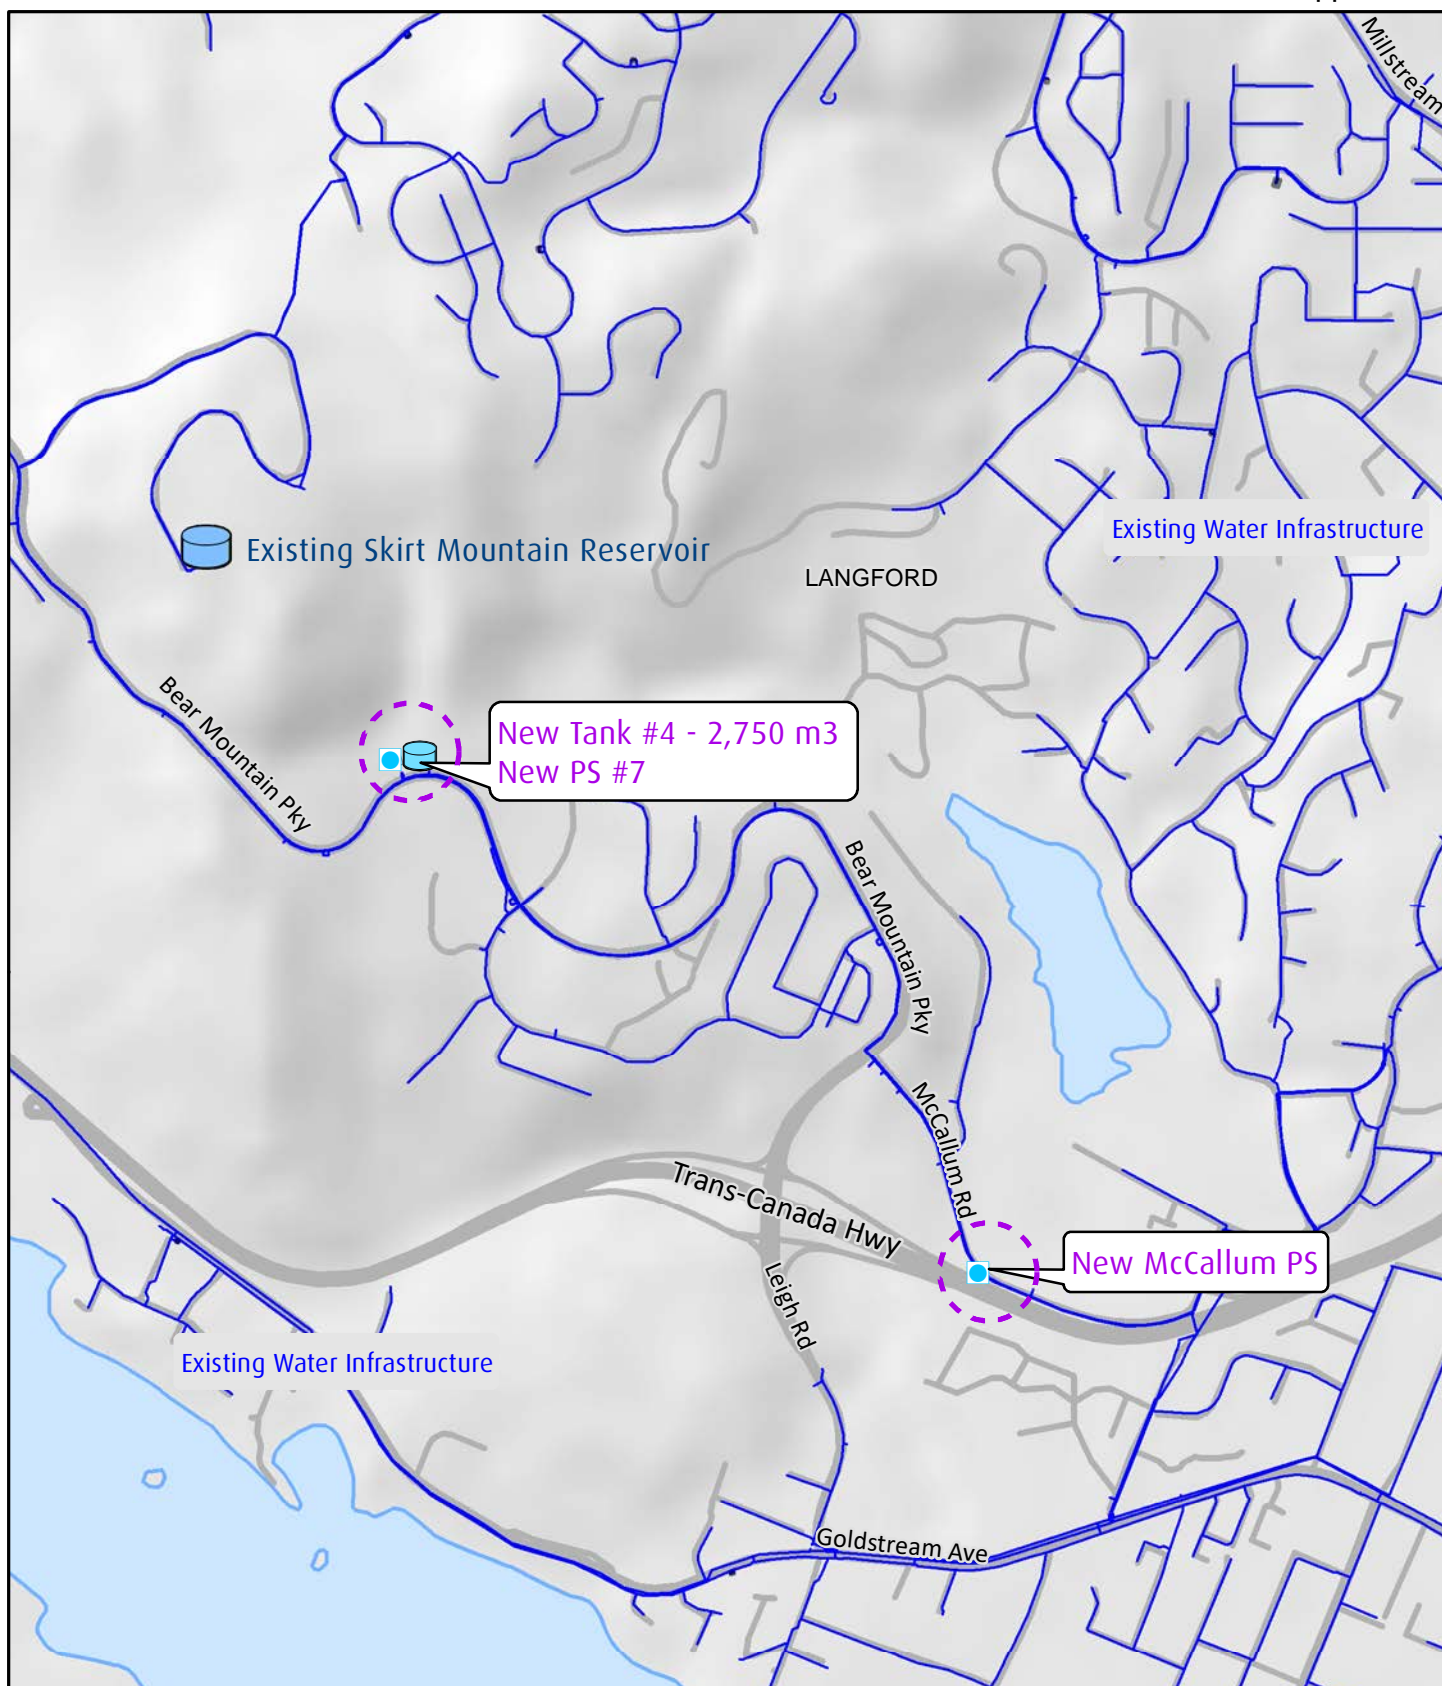 Millstream
Existing Water Infrastructure
Existing Skirt Mountain Reservoir
LANGFORD
Bear Mountain Pky
New Tank #4 - 2,750 m3
New PS #7
Bear Mountain Pky
McCallum Rd
Trans-Canada Hwy
New McCallum PS
Leigh Rd
Existing Water Infrastructure
Goldstream Ave